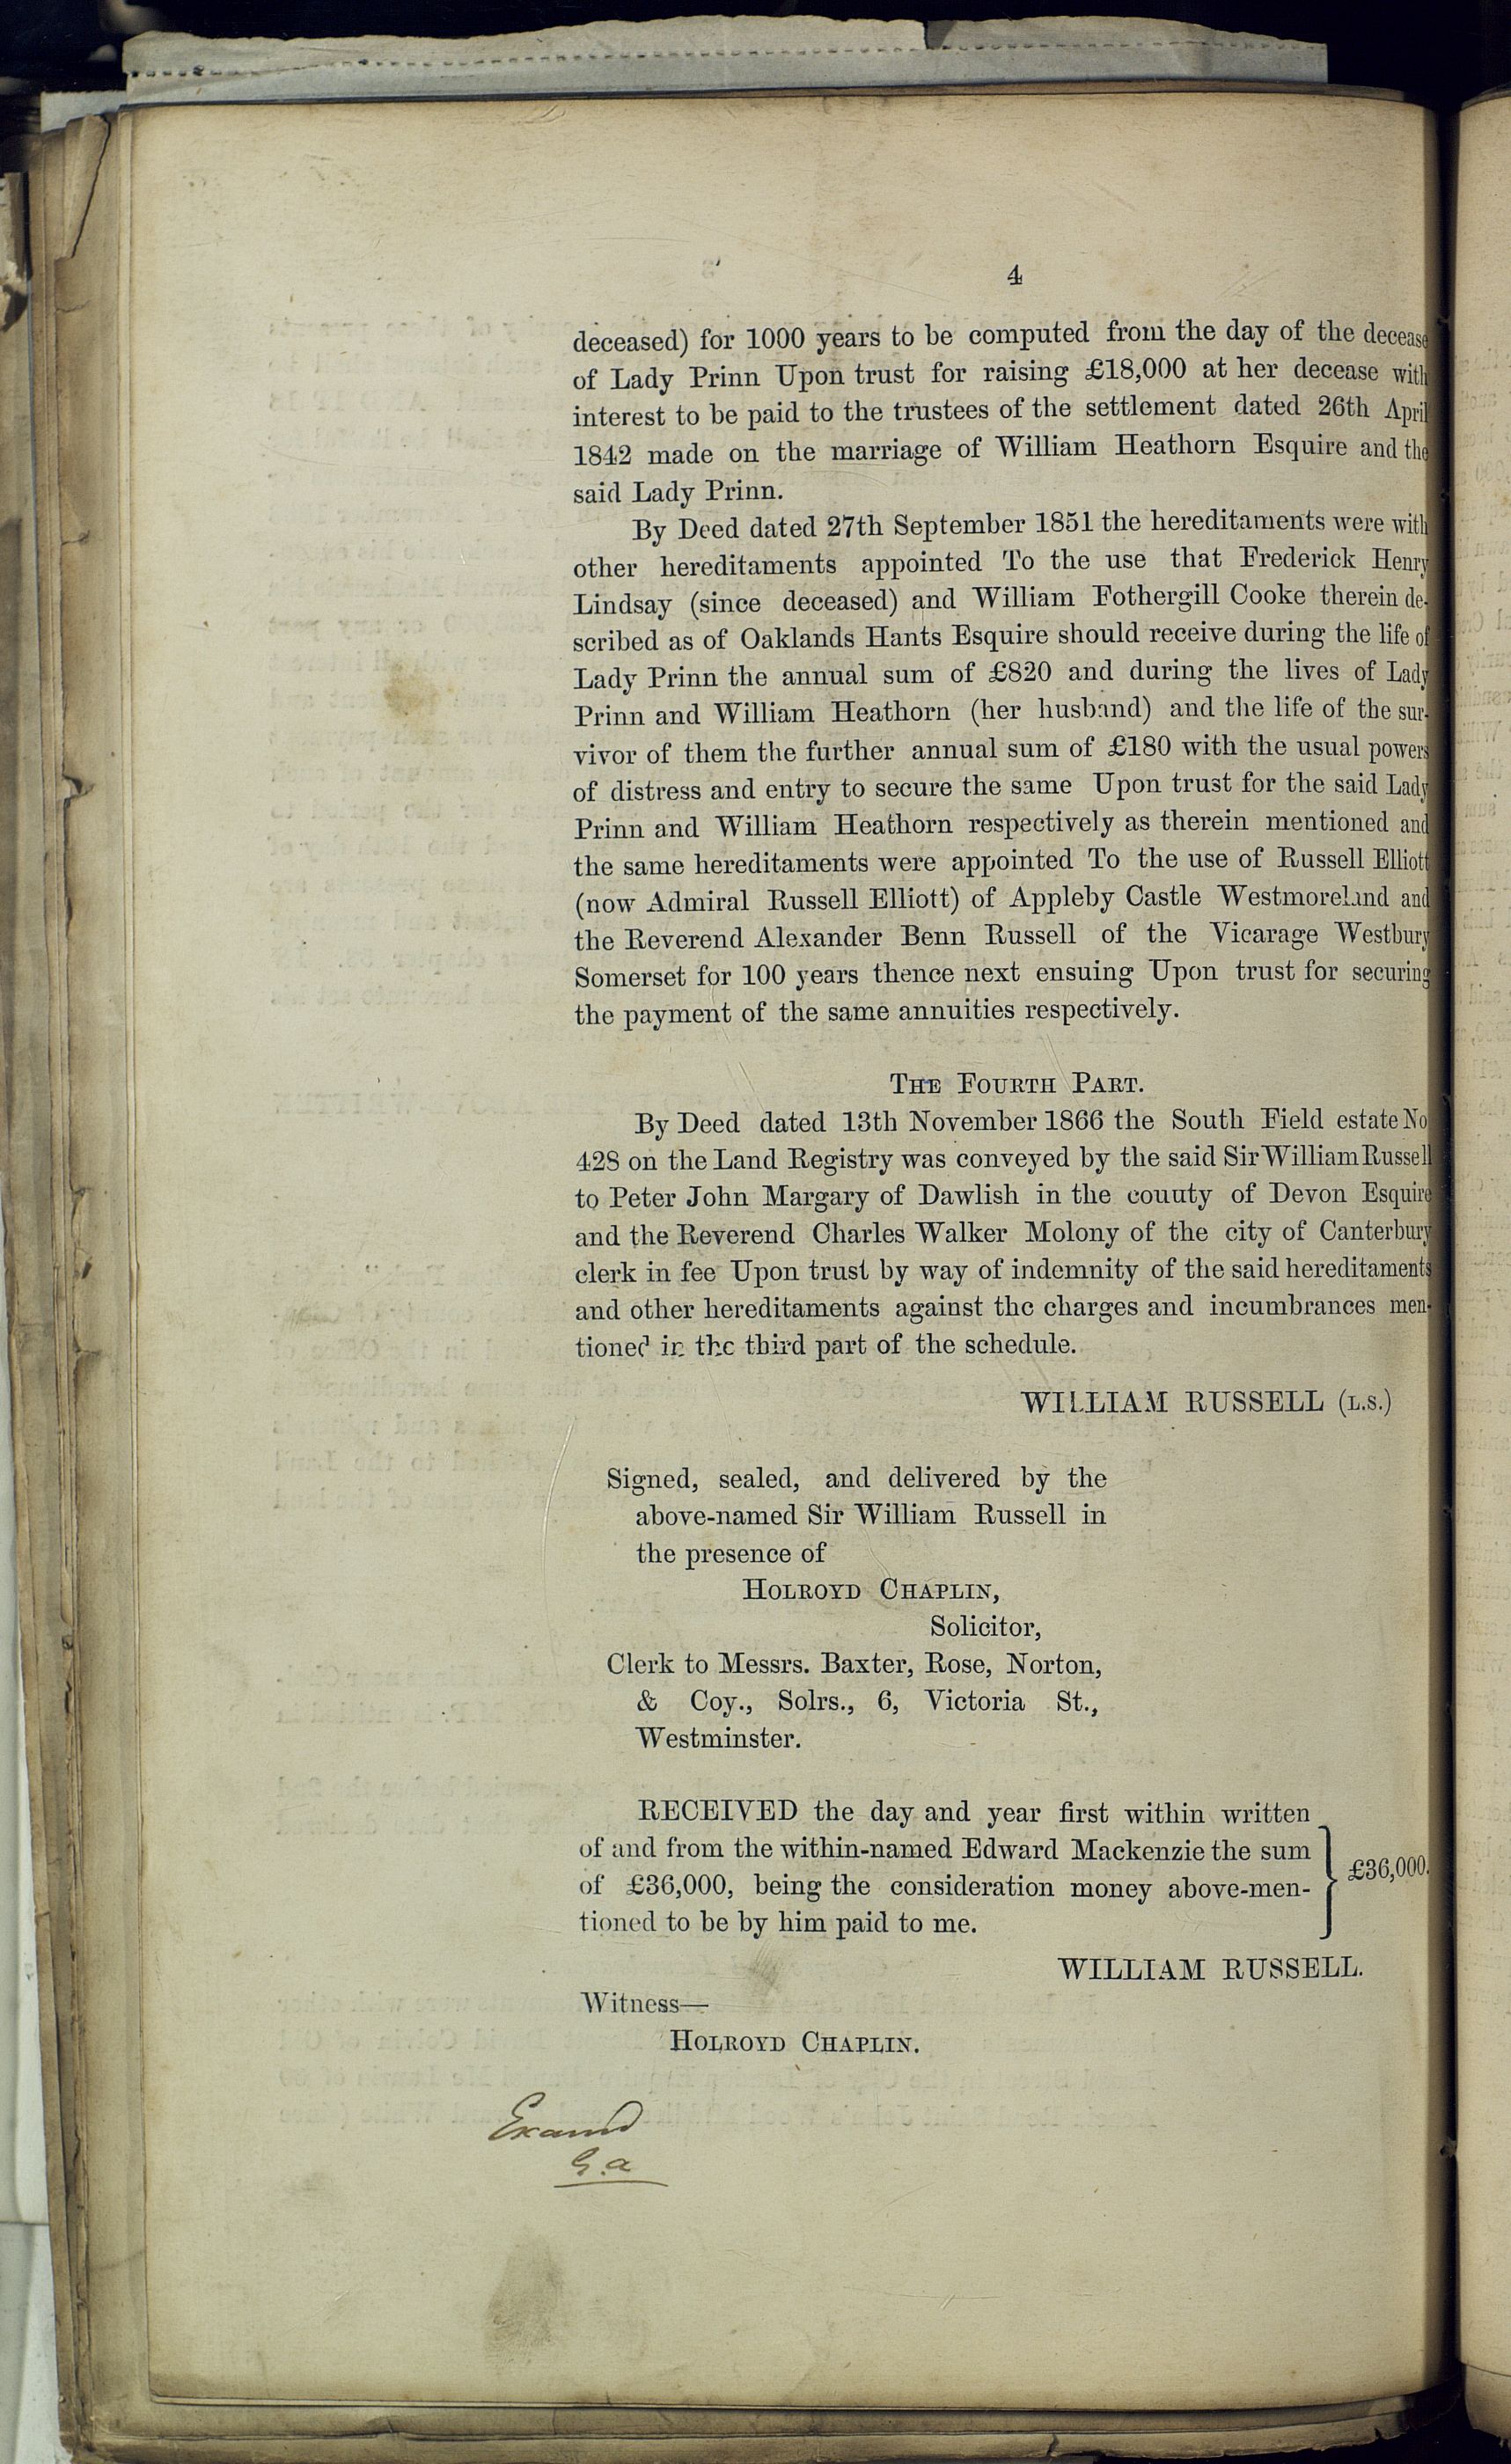 4
deceased) for 1000 years to be computed from the day of the decease
of Lady Prinn Upon trust for raising £18,000 at her decease with
interest to be paid to the trustees of the settlement dated 26th April
1842 made on the marriage of William Heathorn Esquire and the
said Lady Prinn.
By Deed dated 27th September 1851 the hereditaments were with
other hereditaments appointed To the use that Frederick Henry
Lindsay (since deceased) and William Fothergill Cooke therein de-
scribed as of Oaklands Hants Esquire should receive during the life of
Lady Prinn the annual sum of £820 and during the lives of Lady
Prinn and William Heathorn (her husband) and the life of the sur-
vivor of them the further annual sum of £180 with the usual powers
of distress and entry to secure the same Upon trust for the said Lady
Prinn and William Heathorn respectively as therein mentioned and
the same hereditaments were appointed To the use of Russell Elliott
(now Admiral Russell Elliott) of Appleby Castle Westmoreland and
the Reverend Alexander Benn Russell of the Vicarage Westbury
Somerset for 100 years thence next ensuing Upon trust for securing
the payment of the same annuities respectively.
THE FOURTH PART.
By Deed dated 13th November 1866 the South Field estate No
428 on the Land Registry was conveyed by the said Sir William Russell
to Peter John Margary of Dawlish in the couuty of Devon Esquire
and the Reverend Charles Walker Molony of the city of Canterbury
clerk in fee Upon trust by way of indemnity of the said hereditaments
and other hereditaments against the charges and incumbrances men-
tioned in the third part of the schedule.
WILLIAM RUSSELL (L.S.)
Signed, sealed, and delivered by the
above-named Sir William Russell in
the presence of
HOLROYD CHAPLIN,
Solicitor,
Clerk to Messrs. Baxter, Rose, Norton,
& Coy., Solrs., 6, Victoria St.,
Westminster.
RECEIVED the day and year first within written
of and from the within-named Edward Mackenzie the sum
of £36,000, being the consideration money above-men-
tioned to be by him paid to me.
£36,000.
WILLIAM RUSSELL.
Witness—
HOLROYD CHAPLIN.
Examd
G.a